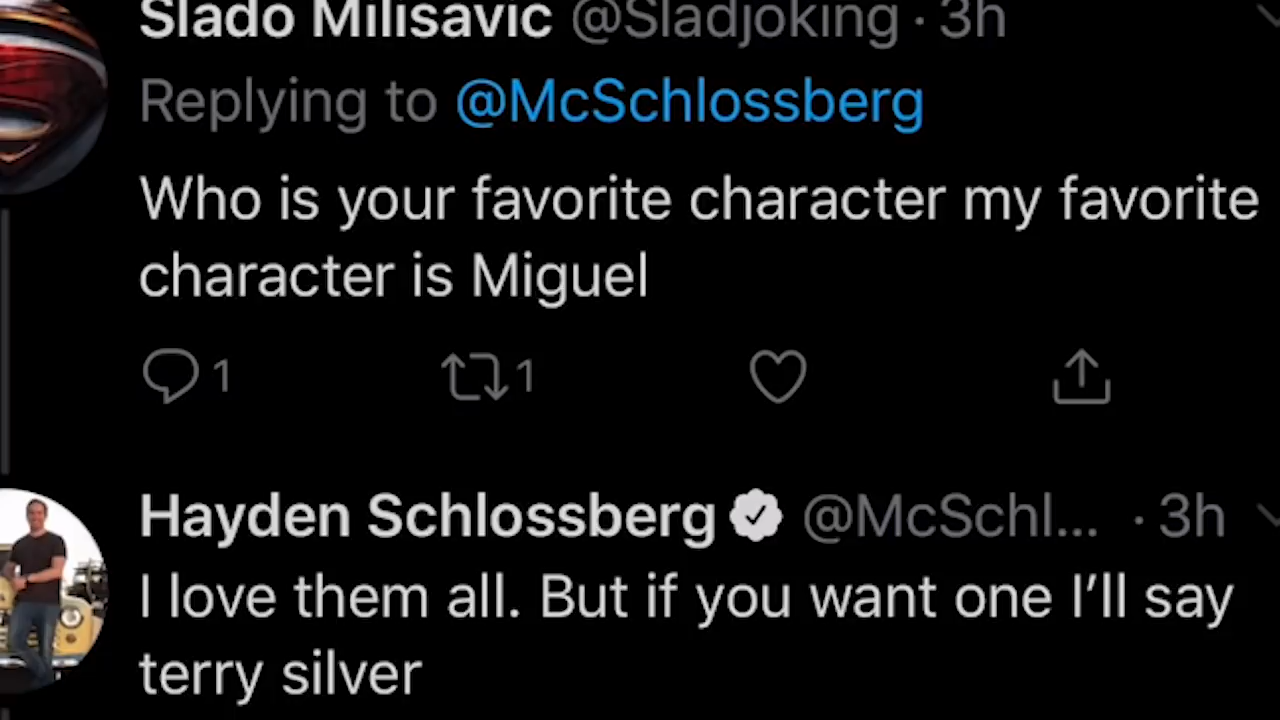 Slado Milisavic @Sladjoking · 3h
Replying to @McSchlossberg
Who is your favorite character my favorite
character is Miguel
1 1
Hayden Schlossberg @McSchl... · 3h
I love them all. But if you want one I’ll say
terry silver